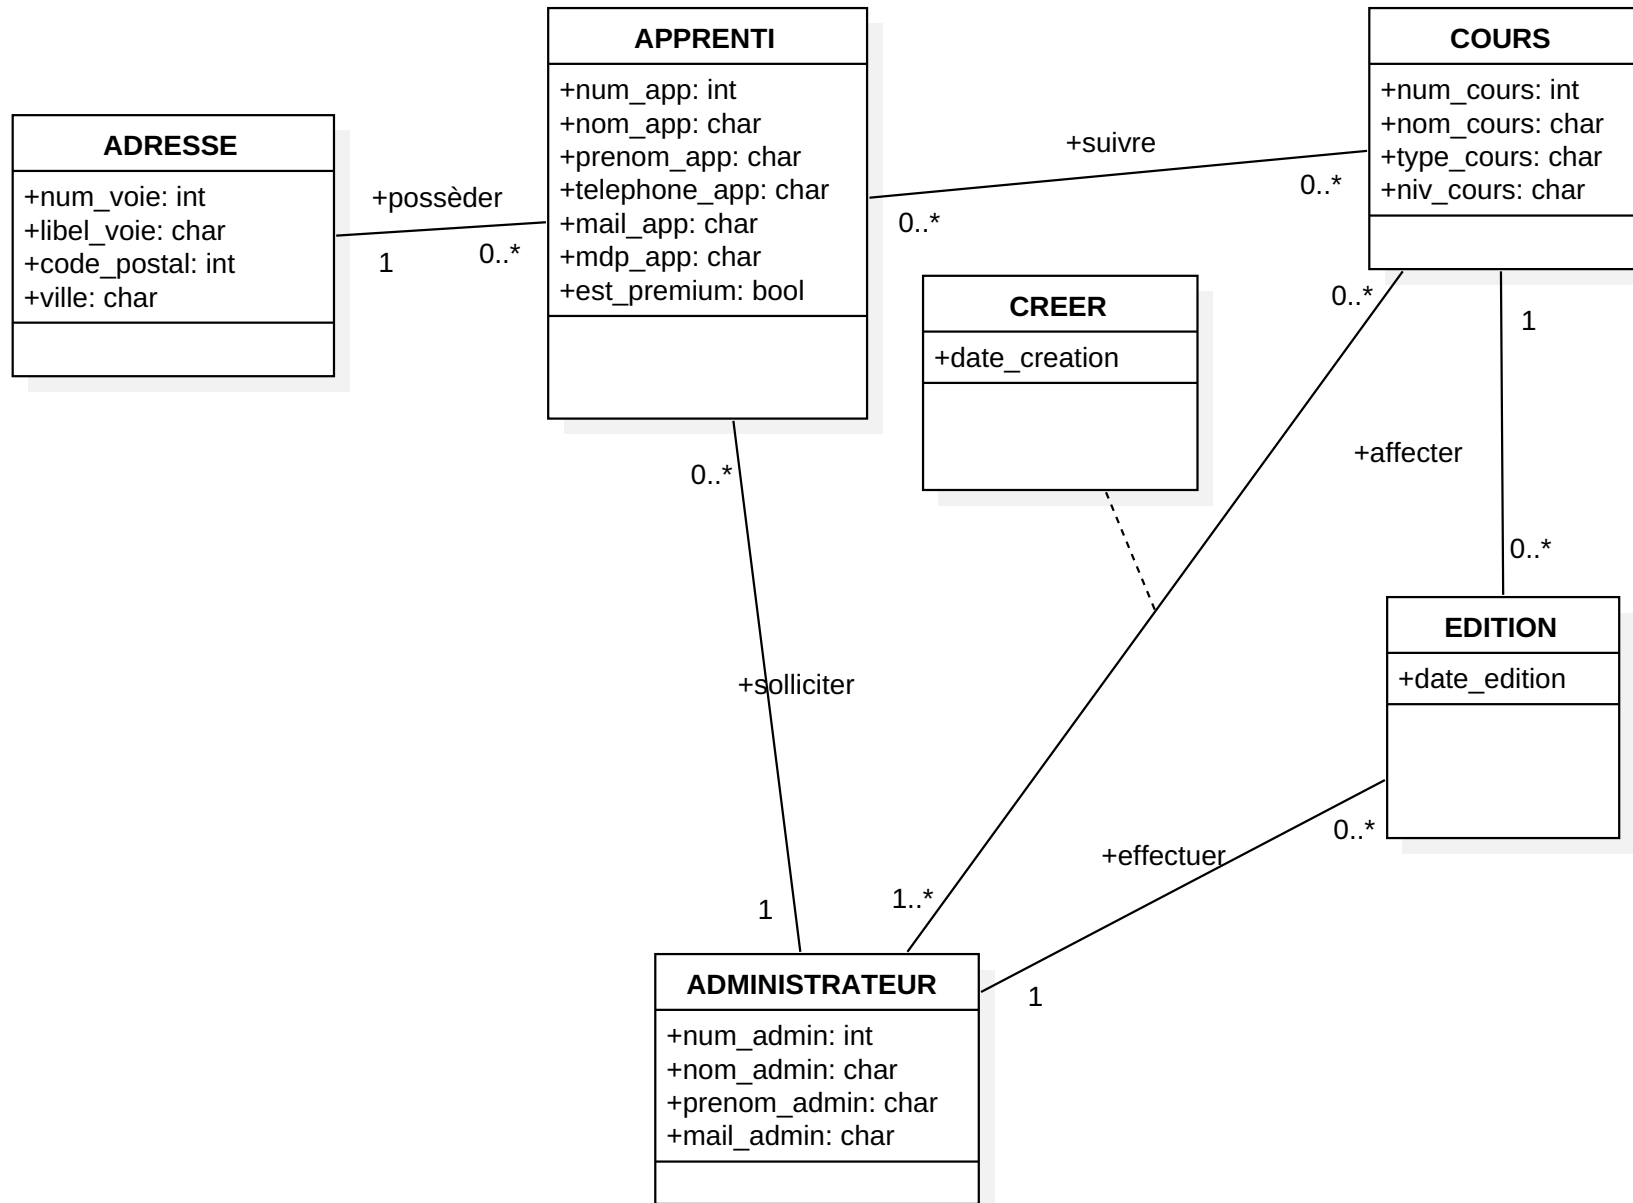 APPRENTI
+num_app: int
+nom_app: char
+prenom_app: char
+telephone_app: char
+mail_app: char
+mdp_app: char
+est_premium: bool
COURS
+num_cours: int
+nom_cours: char
+type_cours: char
+niv_cours: char
ADRESSE
+num_voie: int
+libel_voie: char
+code_postal: int
+ville: char
+possèder
1
0..*
+suivre
0..*
0..*
CREER
+date_creation
0..*
1
+affecter
0..*
0..*
EDITION
+date_edition
+solliciter
0..*
+effectuer
1..*
1
1
ADMINISTRATEUR
+num_admin: int
+nom_admin: char
+prenom_admin: char
+mail_admin: char